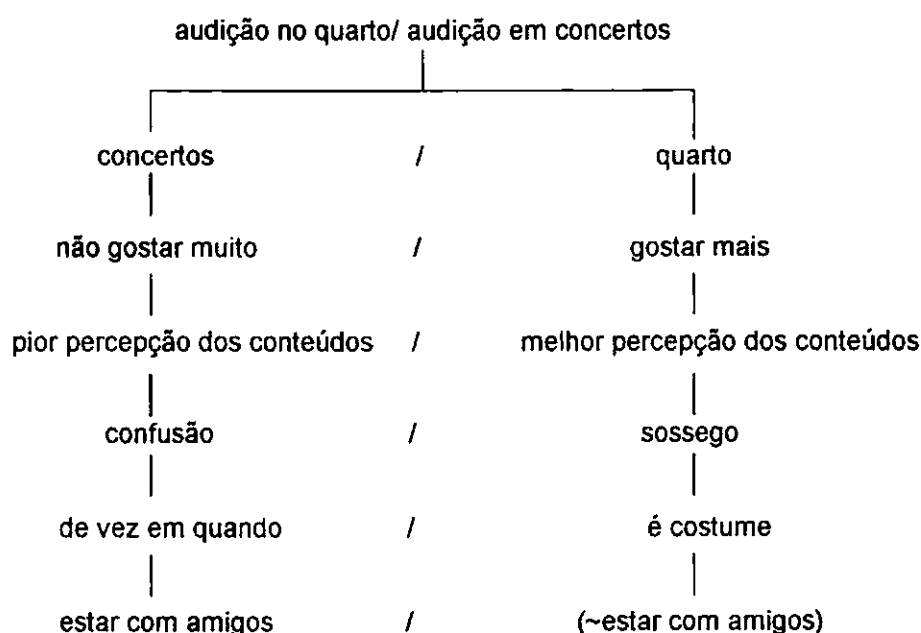 audição no quarto/ audição em concertos
concertos / quarto
não gostar muito / gostar mais
pior percepção dos conteúdos / melhor percepção dos conteúdos
confusão / sossego
de vez em quando / é costume
estar com amigos / (~estar com amigos)